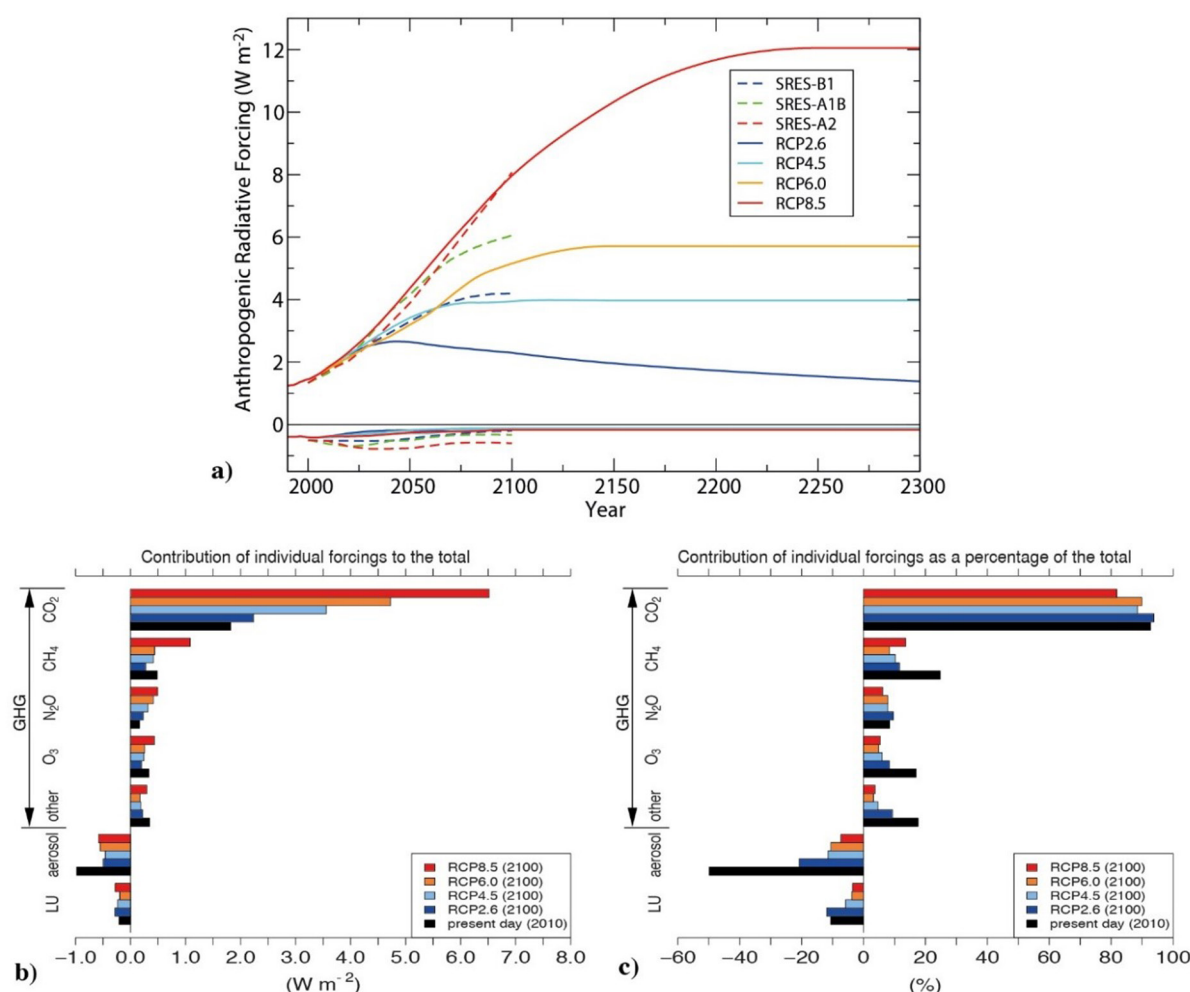 Anthropogenic Radiative Forcing (W m-2)
12
10
8
6
4
2
0
SRES-B1
SRES-A1B
SRES-A2
RCP2.6
RCP4.5
RCP6.0
RCP8.5
a)
2000 2050 2100 2150 2200 2250 2300
Year
Contribution of individual forcings to the total
GHG
CO2
CH4
N2O
O3
other
aerosol
LU
RCP8.5 (2100)
RCP6.0 (2100)
RCP4.5 (2100)
RCP2.6 (2100)
present day (2010)
−1.0 0.0 1.0 2.0 3.0 4.0 5.0 6.0 7.0 8.0
b)
(W m-2)
Contribution of individual forcings as a percentage of the total
GHG
CO2
CH4
N2O
O3
other
aerosol
LU
RCP8.5 (2100)
RCP6.0 (2100)
RCP4.5 (2100)
RCP2.6 (2100)
present day (2010)
−60 −40 −20 0 20 40 60 80 100
c)
(%)